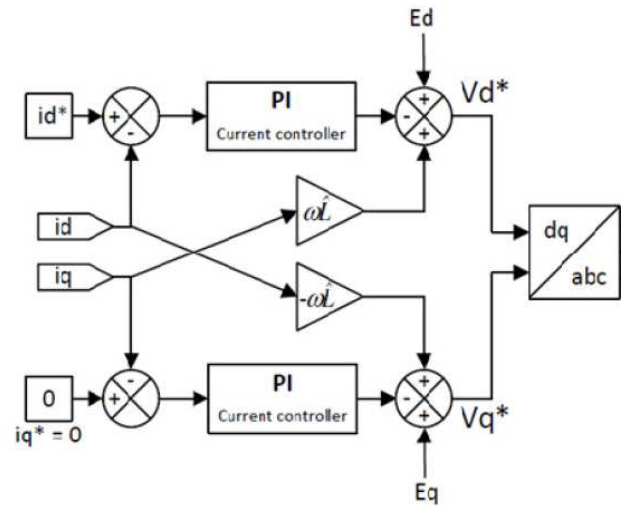 Ed
Vd*
id*
+
-
PI
Current controller
-
+
+
id
ωL̂
dq
abc
iq
-ωL̂
0
iq* = 0
-
+
PI
Current controller
+
-
+
Vq*
Eq